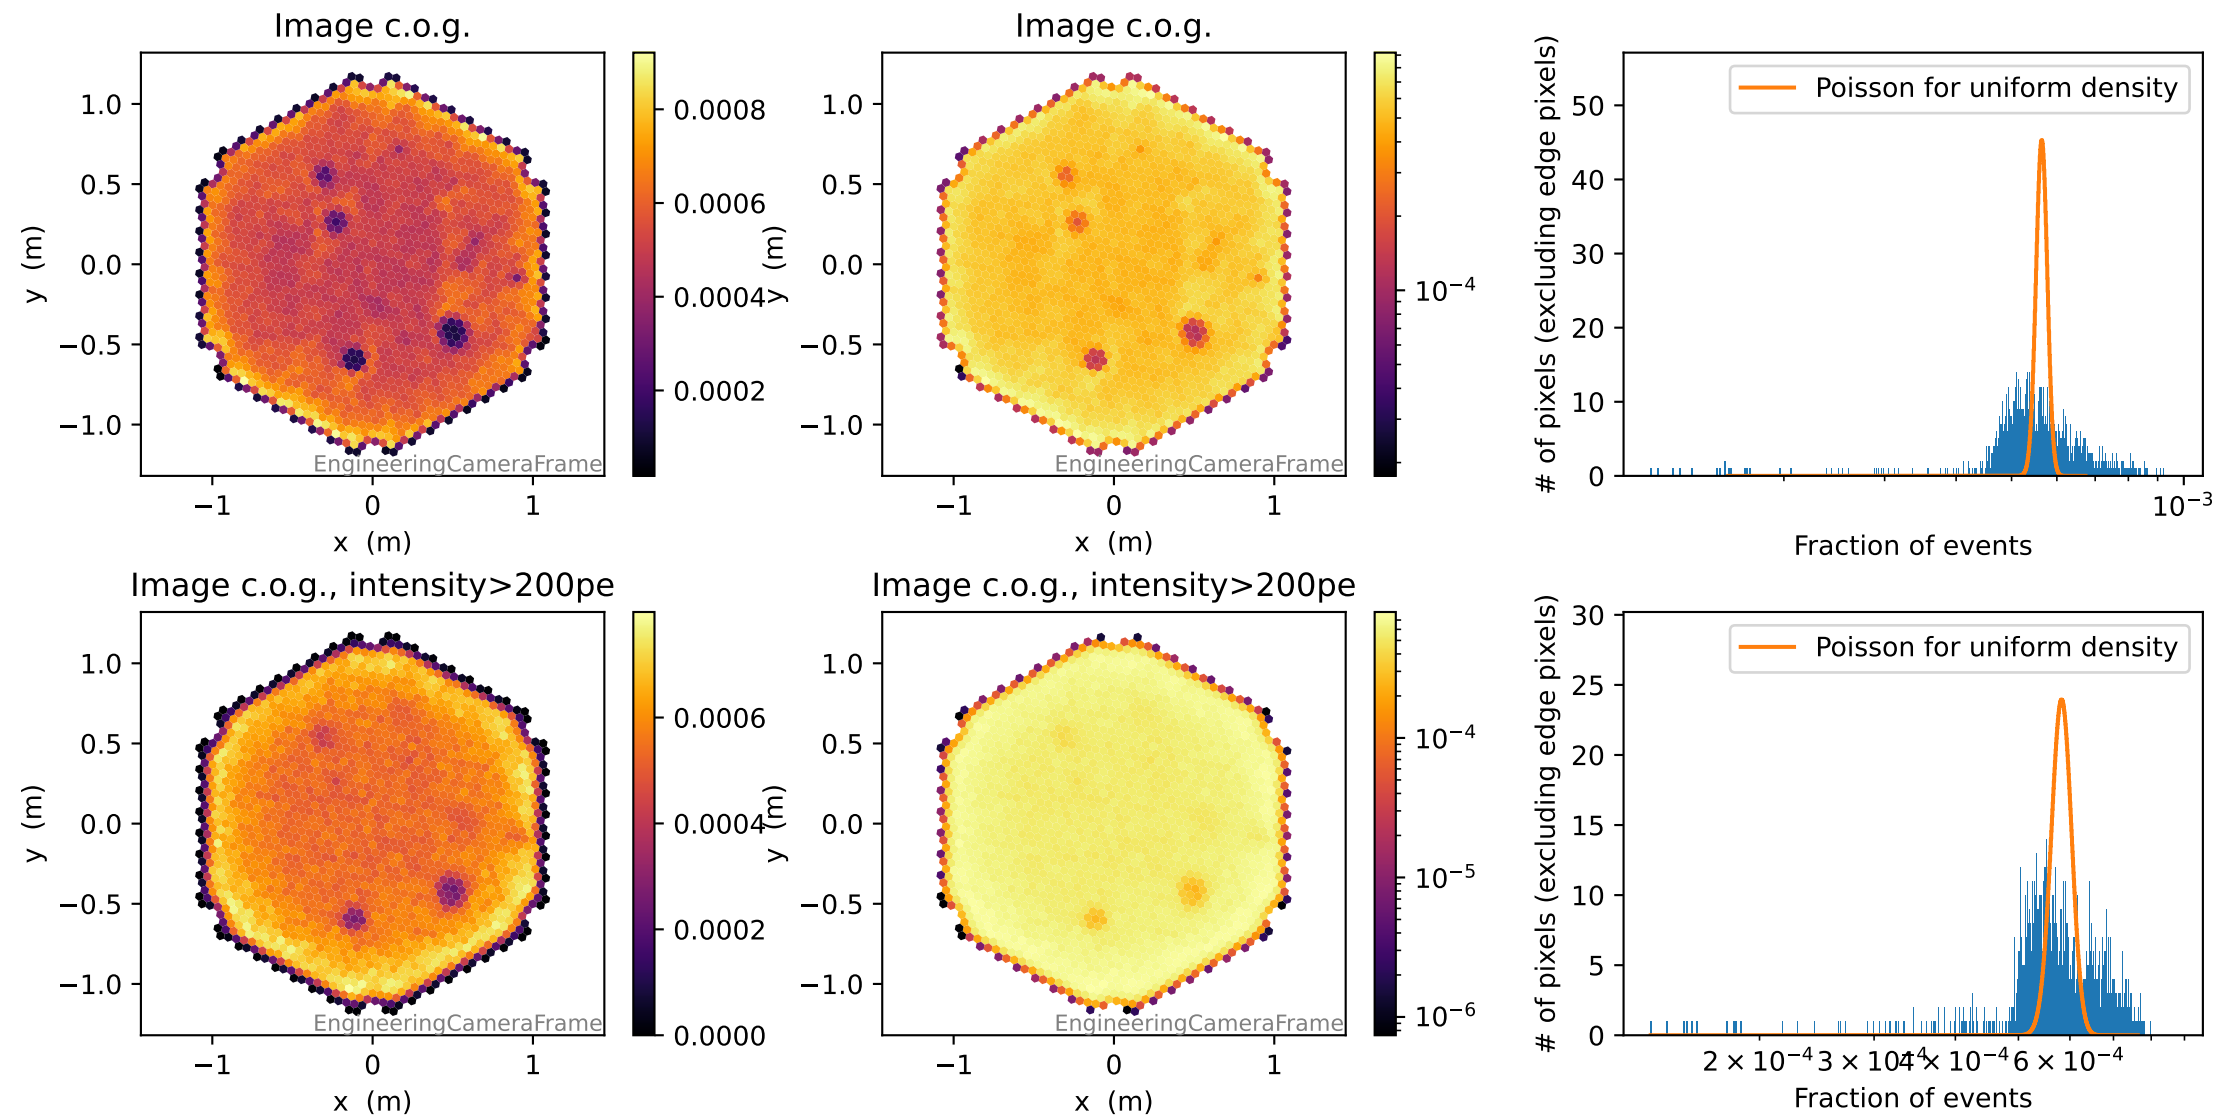 Image c.o.g.
1.0
0.5
0.0
−0.5
−1.0
y (m)
EngineeringCameraFrame
−1
0
1
x (m)
0.0008
0.0006
0.0004
0.0002
Image c.o.g.
1.0
0.5
0.0
−0.5
−1.0
y (m)
EngineeringCameraFrame
−1
0
1
x (m)
10⁻⁴
Poisson for uniform density
# of pixels (excluding edge pixels)
50
40
30
20
10
0
10⁻³
Fraction of events
Image c.o.g., intensity>200pe
1.0
0.5
0.0
−0.5
−1.0
y (m)
EngineeringCameraFrame
−1
0
1
x (m)
0.0006
0.0004
0.0002
0.0000
Image c.o.g., intensity>200pe
1.0
0.5
0.0
−0.5
−1.0
y (m)
EngineeringCameraFrame
−1
0
1
x (m)
10⁻⁴
10⁻⁵
10⁻⁶
Poisson for uniform density
# of pixels (excluding edge pixels)
30
25
20
15
10
5
0
2 × 10⁻⁴
3 × 10⁻⁴
4 × 10⁻⁴
6 × 10⁻⁴
Fraction of events